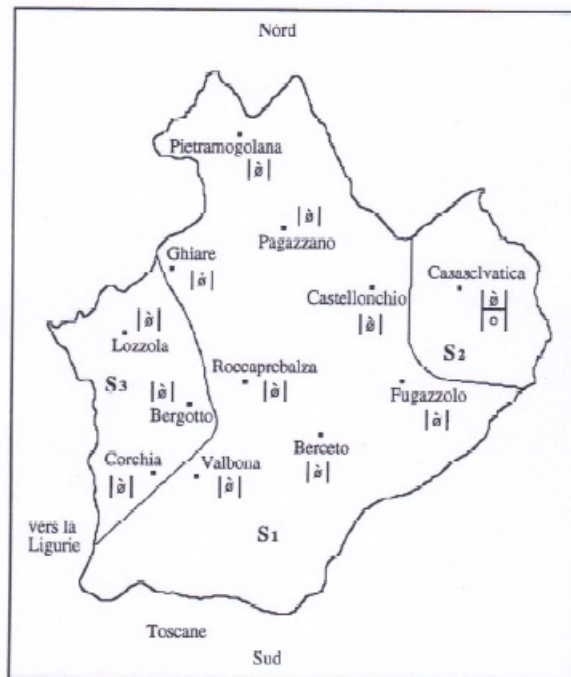 Nord
Pietramogolana
|ø̀|
|ø̀|
Pagazzano
Ghiare
|ø̀|
Casaselvatica
|ø̀|
|o|
Castellonchio
|ø̀|
|ø̀|
Lozzola
S2
S3
Roccaprebalza
|ø̀|
Fugazzolo
|ø̀|
|ø̀|
Bergotto
Berceto
|ø̀|
Corchia
|ø̀|
Valbona
|ø̀|
vers la
Ligurie
S1
Toscane
Sud